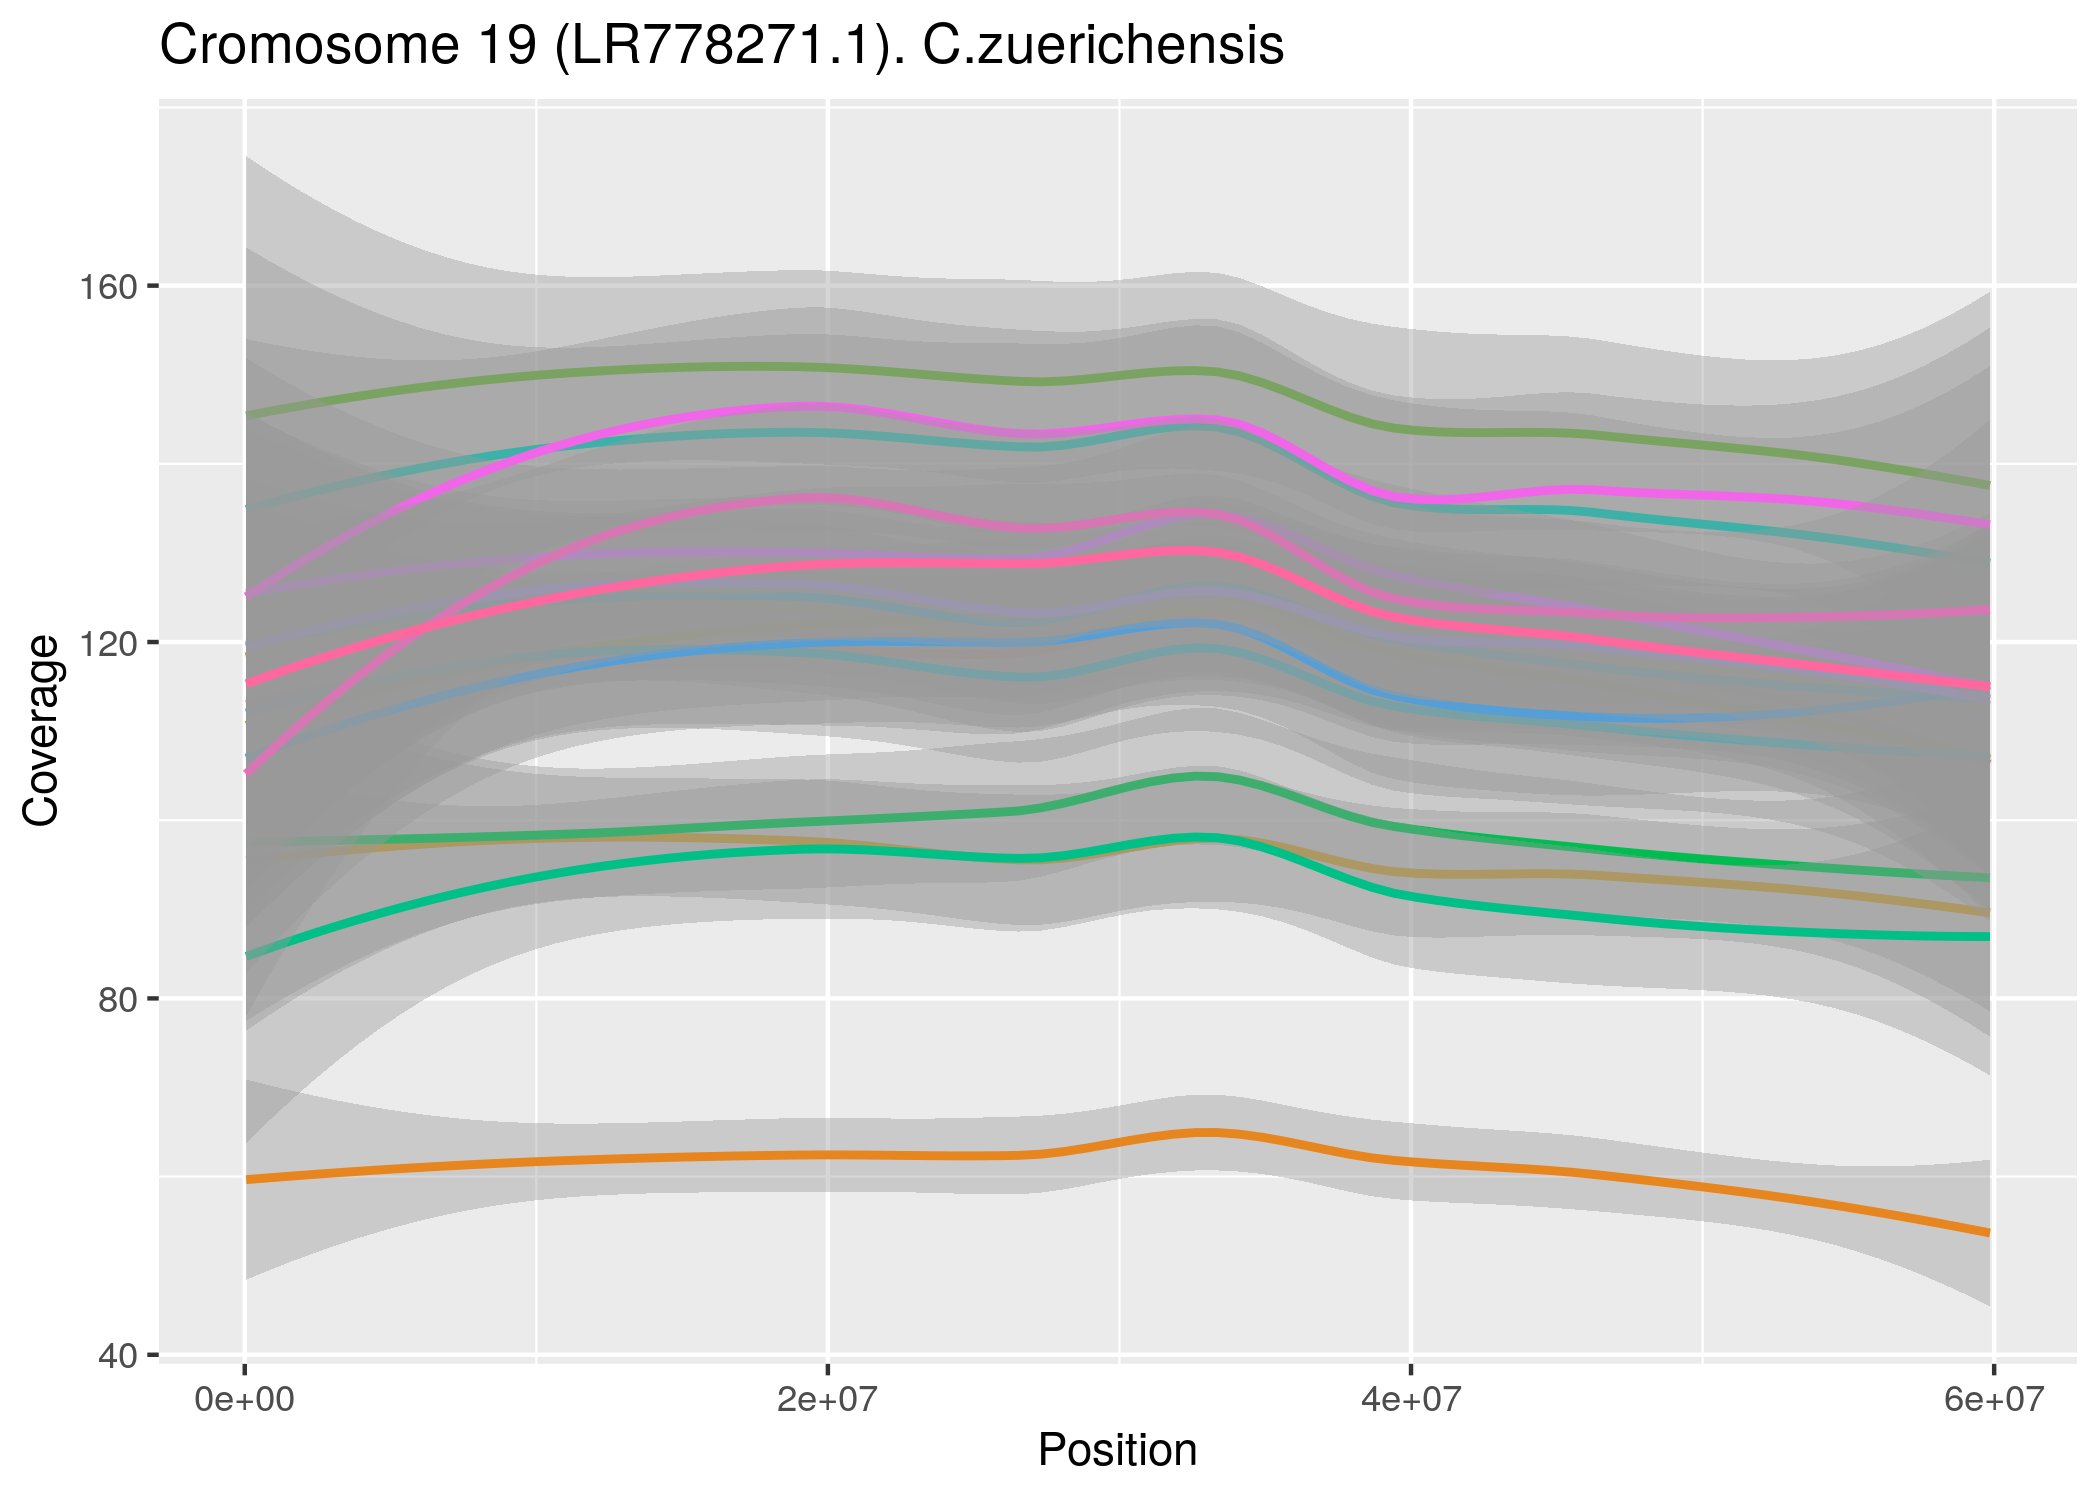 Cromosome 19 (LR778271.1). C.zuerichensis
160
120
80
40
Coverage
0e+00 2e+07 4e+07 6e+07
Position